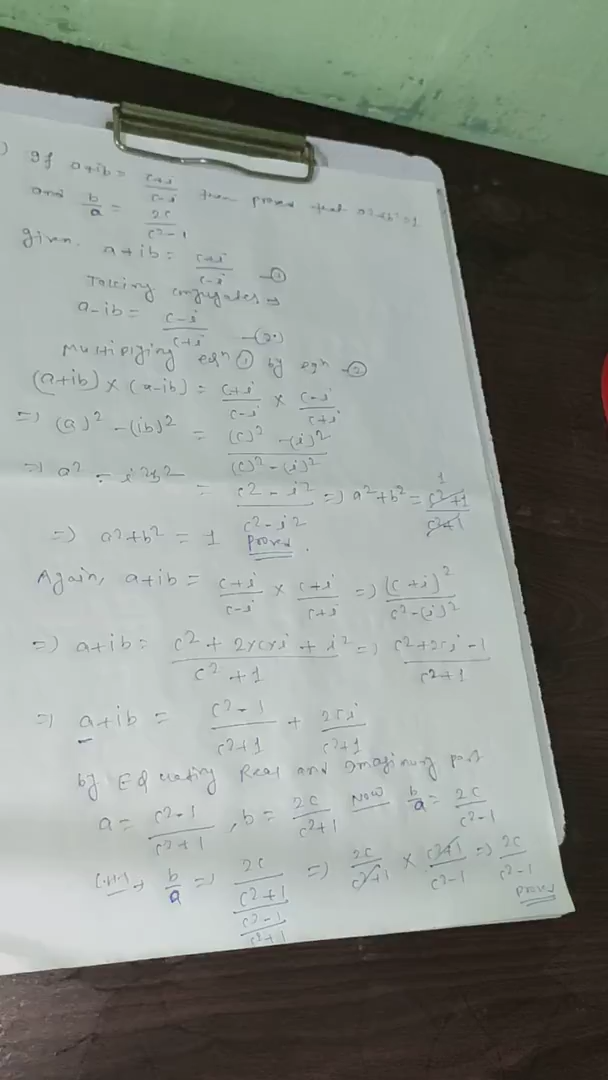 ) If a+ib = (c+i)/(c-i) then proved that a²+b²=1
and b/a = 2c/(c²-1)
given, a+ib = (c+i)/(c-i) —①
Taking conjugates →
a-ib = (c-i)/(c+i) —(2)
Multiplying eqn ① by eqn —②
(a+ib) × (a-ib) = (c+i)/(c-i) × (c-i)/(c+i)
=) (a)² - (ib)² = ((c)² - (i)²)/((c)² - (i)²)
=) a² - i²b² = (c² - i²)/(c² - i²) =) a²+b² = (c²+1)/(c²+1) 1
=) a²+b² = 1 proved.
Again, a+ib = (c+i)/(c-i) × (c+i)/(c+i) =) (c+i)²/(c²-(i)²)
=) a+ib = (c² + 2×c×i + i²)/(c²+1) =) (c²+2ci-1)/(c²+1)
=) a+ib = (c²-1)/(c²+1) + 2ci/(c²+1)
by Equating Real and Imaginary part
a = (c²-1)/(c²+1), b = 2c/(c²+1) Now b/a = 2c/(c²-1)
L.H.S → b/a => (2c/(c²+1))/((c²-1)/(c²+1)) =) 2c/(c²+1) × (c²+1)/(c²-1) => 2c/(c²-1)
proved